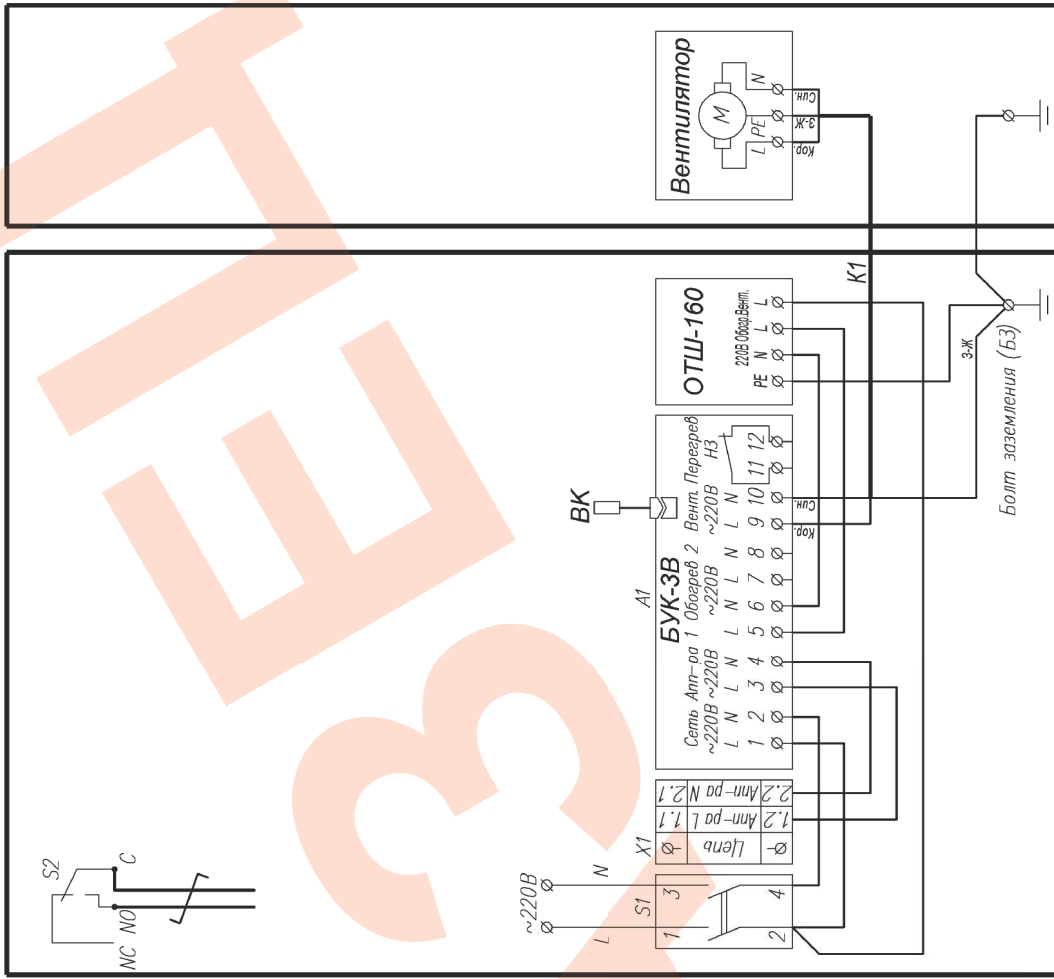 Вентилятор
M
L PE N
Кор. З-Ж Син.
K1
ОТШ-160
220В Обогр.Вент.
PE N L L
З-Ж
Болт заземления (БЗ)
ВК
А1
БУК-3В
Сеть Апп-ра 1 Обогрев 2 Вент. Перегрев
~220В ~220В ~220В ~220В
НЗ
L N L N L N L N L N
1 2 3 4 5 6 7 8 9 10 11 12
Кор. Син.
X1
1.1 2.1
Цепь Апп-ра L Апп-ра N
1.2 2.2
~220В
L N
S1
1 3
2 4
S2
NC NO C
ЗЕТ